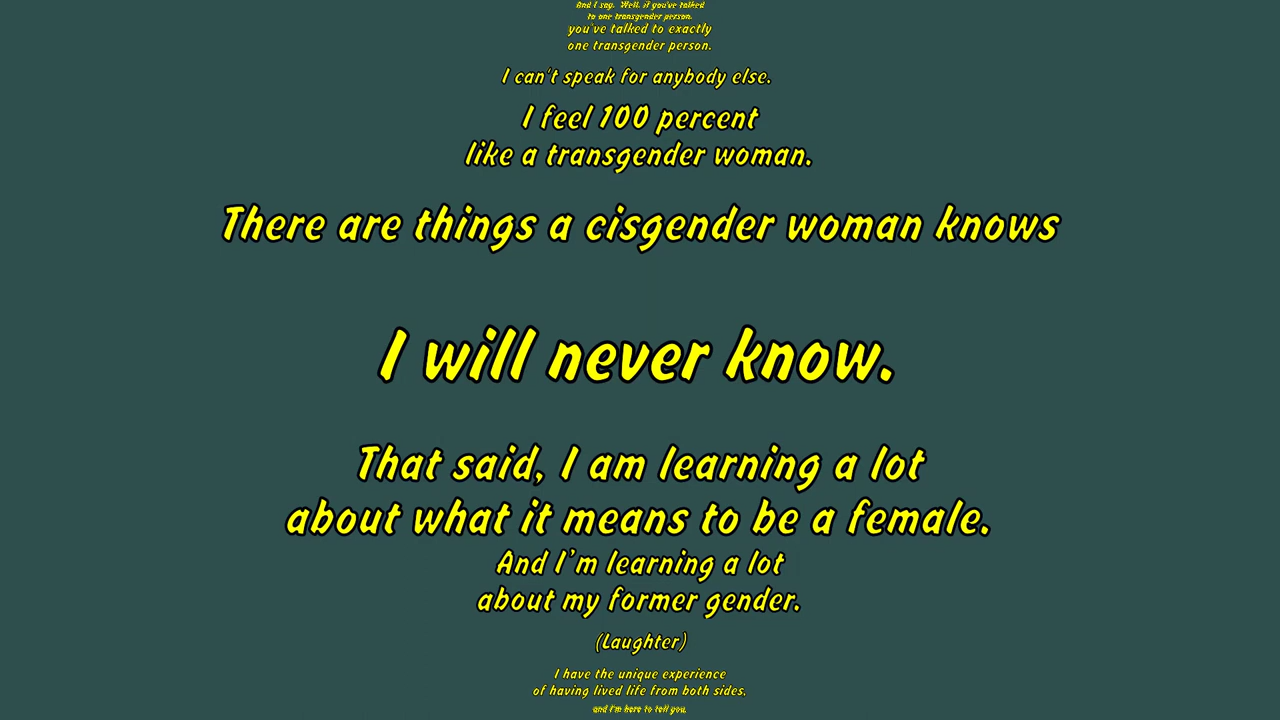 And I say, Well, if you've talked
to one transgender person,
you've talked to exactly
one transgender person.
I can't speak for anybody else.
I feel 100 percent
like a transgender woman.
There are things a cisgender woman knows
I will never know.
That said, I am learning a lot
about what it means to be a female.
And I'm learning a lot
about my former gender.
(Laughter)
I have the unique experience
of having lived life from both sides,
and I'm here to tell you,